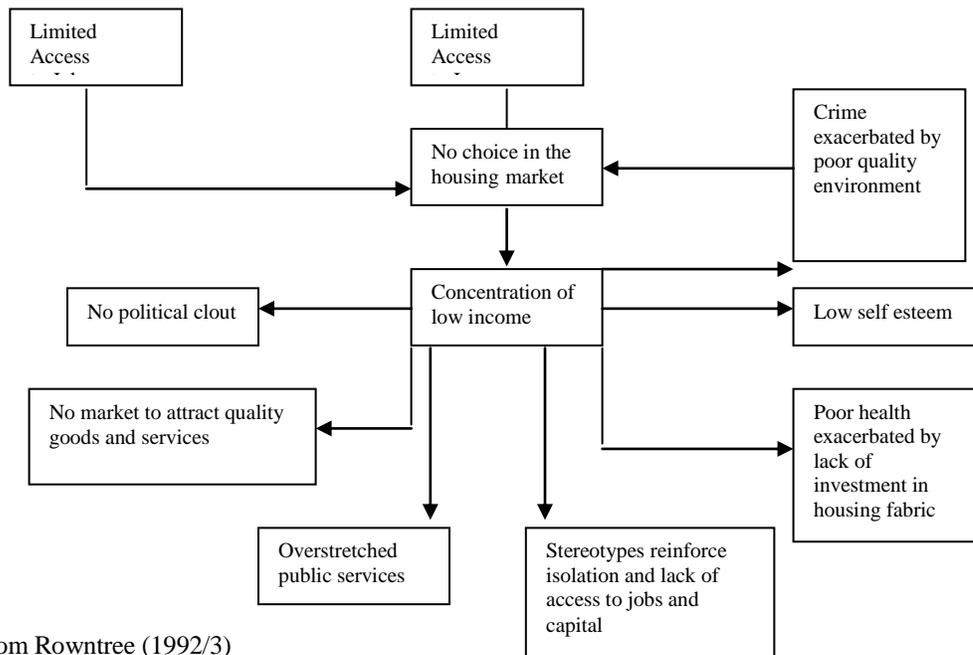 Limited
Access
Limited
Access
Crime
exacerbated by
poor quality
environment
No choice in the
housing market
Concentration of
low income
No political clout
Low self esteem
No market to attract quality
goods and services
Poor health
exacerbated by
lack of
investment in
housing fabric
Overstretched
public services
Stereotypes reinforce
isolation and lack of
access to jobs and
capital
Rowntree (1992/3)